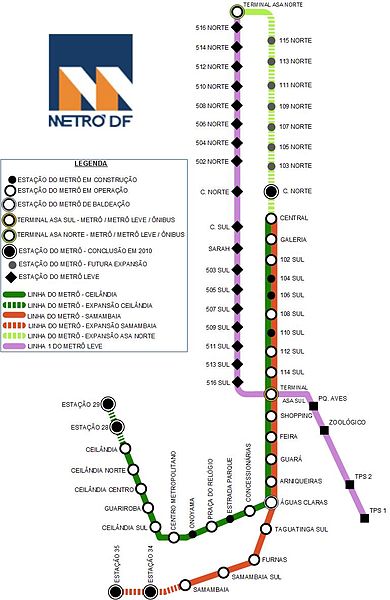 TERMINAL ASA NORTE
516 NORTE
514 NORTE
512 NORTE
510 NORTE
508 NORTE
506 NORTE
504 NORTE
502 NORTE
C. NORTE
C. SUL
SARAH
503 SUL
505 SUL
507 SUL
509 SUL
511 SUL
513 SUL
516 SUL
115 NORTE
113 NORTE
111 NORTE
109 NORTE
107 NORTE
105 NORTE
103 NORTE
C. NORTE
CENTRAL
GALERIA
102 SUL
104 SUL
106 SUL
108 SUL
110 SUL
112 SUL
114 SUL
TERMINAL
ASA SUL
SHOPPING
FEIRA
GUARÁ
ARNIQUEIRAS
ÁGUAS CLARAS
TAGUATINGA SUL
FURNAS
SAMAMBAIA SUL
SAMAMBAIA
ESTAÇÃO 34
ESTAÇÃO 35
PQ. AVES
ZOOLÓGICO
TPS 2
TPS 1
METRÔ DF
LEGENDA
ESTAÇÃO DO METRÔ EM CONSTRUÇÃO
ESTAÇÃO DO METRÔ EM OPERAÇÃO
ESTAÇÃO DO METRÔ DE BALDEAÇÃO
TERMINAL ASA SUL - METRÔ / METRÔ LEVE / ÔNIBUS
TERMINAL ASA NORTE - METRÔ / METRÔ LEVE / ÔNIBUS
ESTAÇÃO DO METRÔ - CONCLUSÃO EM 2010
ESTAÇÃO DO METRÔ - FUTURA EXPANSÃO
ESTAÇÃO DO METRÔ LEVE
LINHA DO METRÔ - CEILÂNDIA
LINHA DO METRÔ - EXPANSÃO CEILÂNDIA
LINHA DO METRÔ - SAMAMBAIA
LINHA DO METRÔ - EXPANSÃO SAMAMBAIA
LINHA DO METRÔ - EXPANSÃO ASA NORTE
LINHA 1 DO METRÔ LEVE
ESTAÇÃO 29
ESTAÇÃO 28
CEILÂNDIA
CEILÂNDIA NORTE
CEILÂNDIA CENTRO
GUARIROBA
CEILÂNDIA SUL
CENTRO METROPOLITANO
ONOYAMA
PRAÇA DO RELÓGIO
ESTRADA PARQUE
CONCESSIONÁRIAS